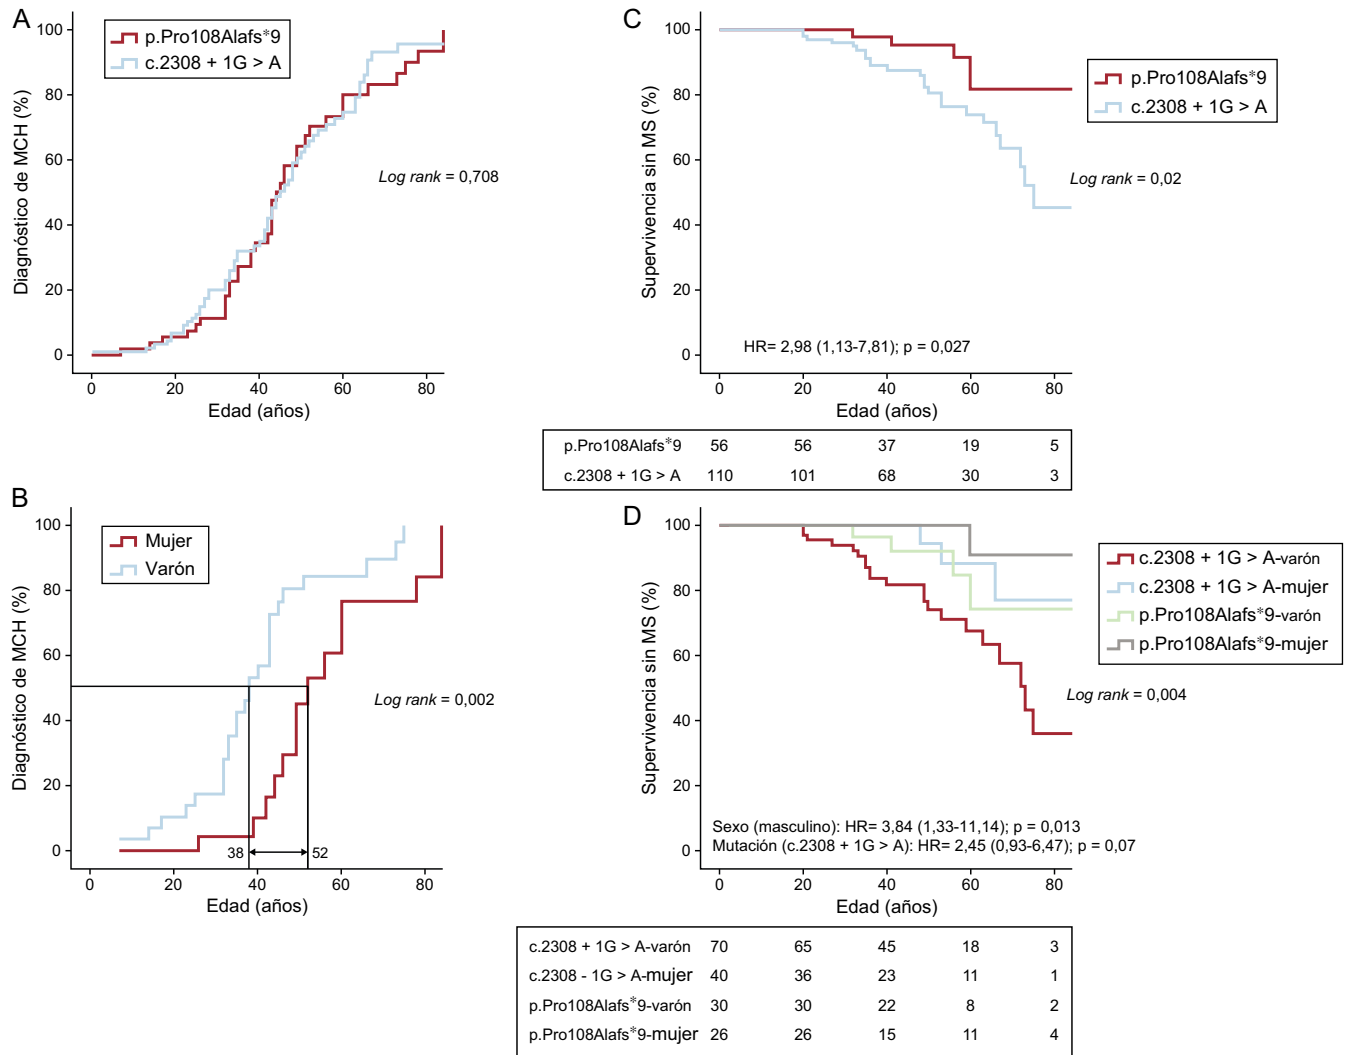 A
p.Pro108Alafs*9
c.2308 + 1G > A
Diagnóstico de MCH (%)
100
80
60
40
20
0
Log rank = 0,708
0 20 40 60 80
Edad (años)
C
p.Pro108Alafs*9
c.2308 + 1G > A
Supervivencia sin MS (%)
100
80
60
40
20
0
Log rank = 0,02
HR= 2,98 (1,13-7,81); p = 0,027
0 20 40 60 80
Edad (años)
p.Pro108Alafs*9 56 56 37 19 5
c.2308 + 1G > A 110 101 68 30 3
B
Mujer
Varón
Diagnóstico de MCH (%)
100
80
60
40
20
0
Log rank = 0,002
38 52
0 20 40 60 80
Edad (años)
D
c.2308 + 1G > A-varón
c.2308 + 1G > A-mujer
p.Pro108Alafs*9-varón
p.Pro108Alafs*9-mujer
Supervivencia sin MS (%)
100
80
60
40
20
0
Log rank = 0,004
Sexo (masculino): HR= 3,84 (1,33-11,14); p = 0,013
Mutación (c.2308 + 1G > A): HR= 2,45 (0,93-6,47); p = 0,07
0 20 40 60 80
Edad (años)
c.2308 + 1G > A-varón 70 65 45 18 3
c.2308 - 1G > A-mujer 40 36 23 11 1
p.Pro108Alafs*9-varón 30 30 22 8 2
p.Pro108Alafs*9-mujer 26 26 15 11 4